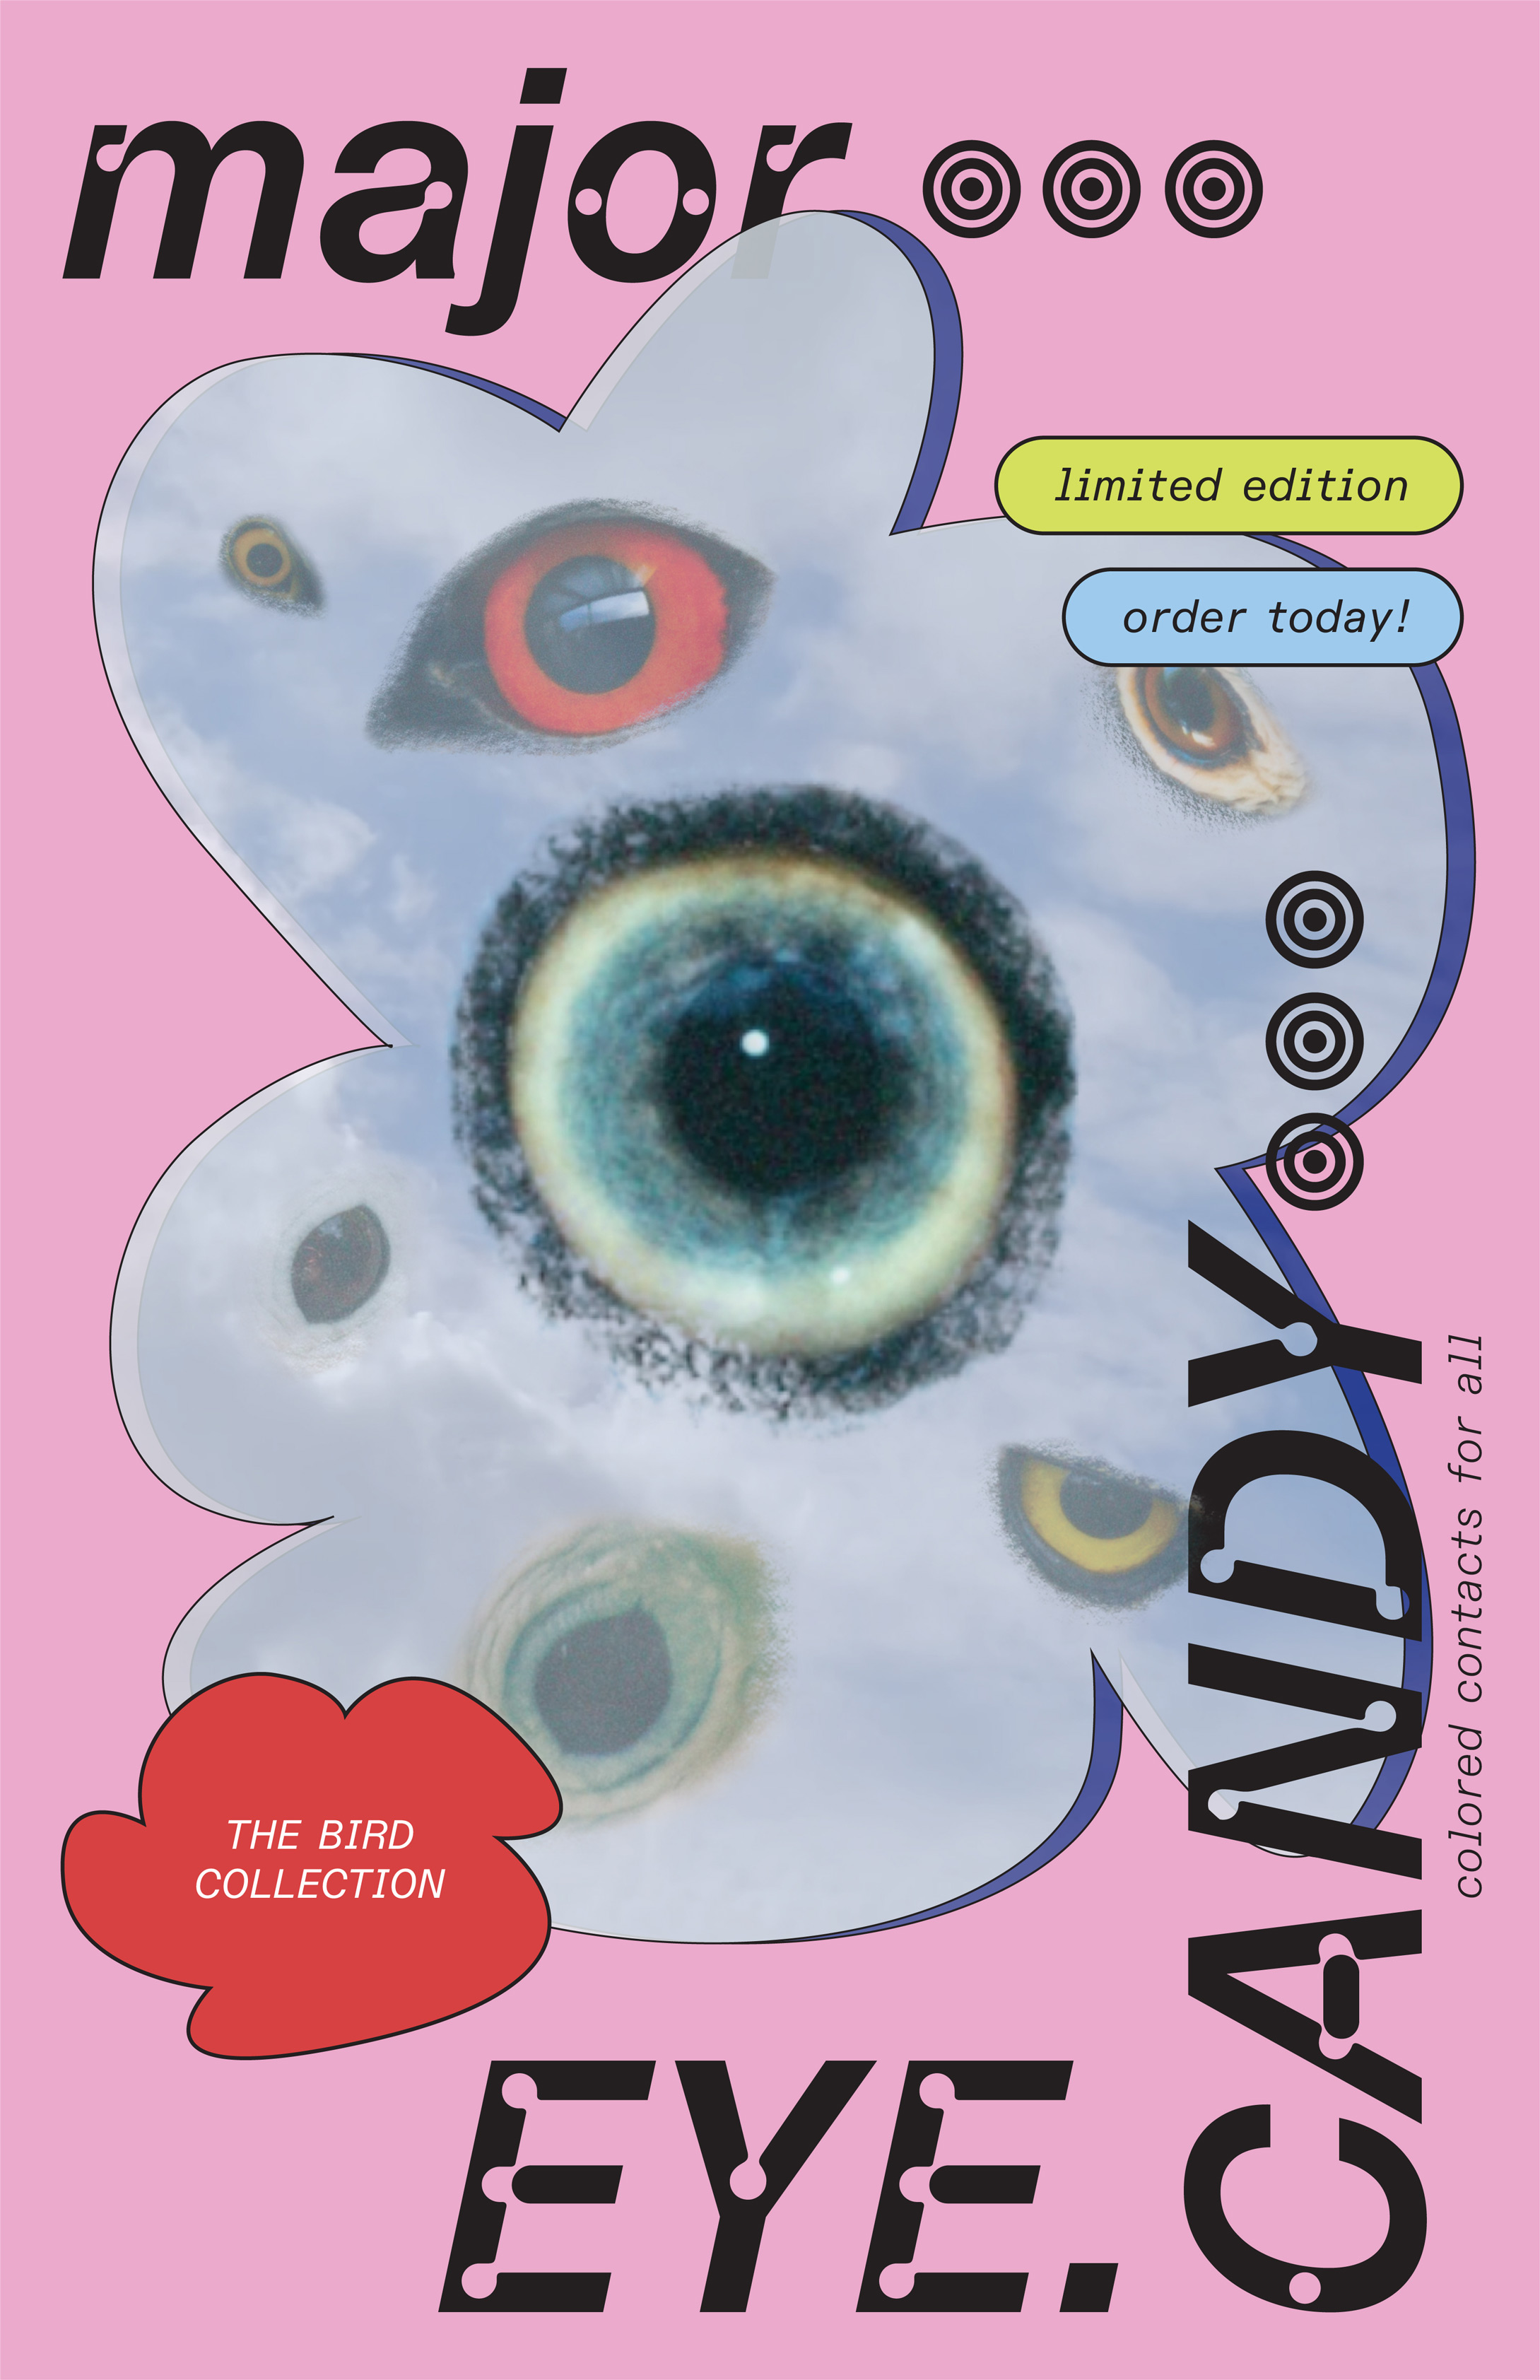 major
limited edition
order today!
THE BIRD
COLLECTION
EYE.
CANDY
colored contacts for all